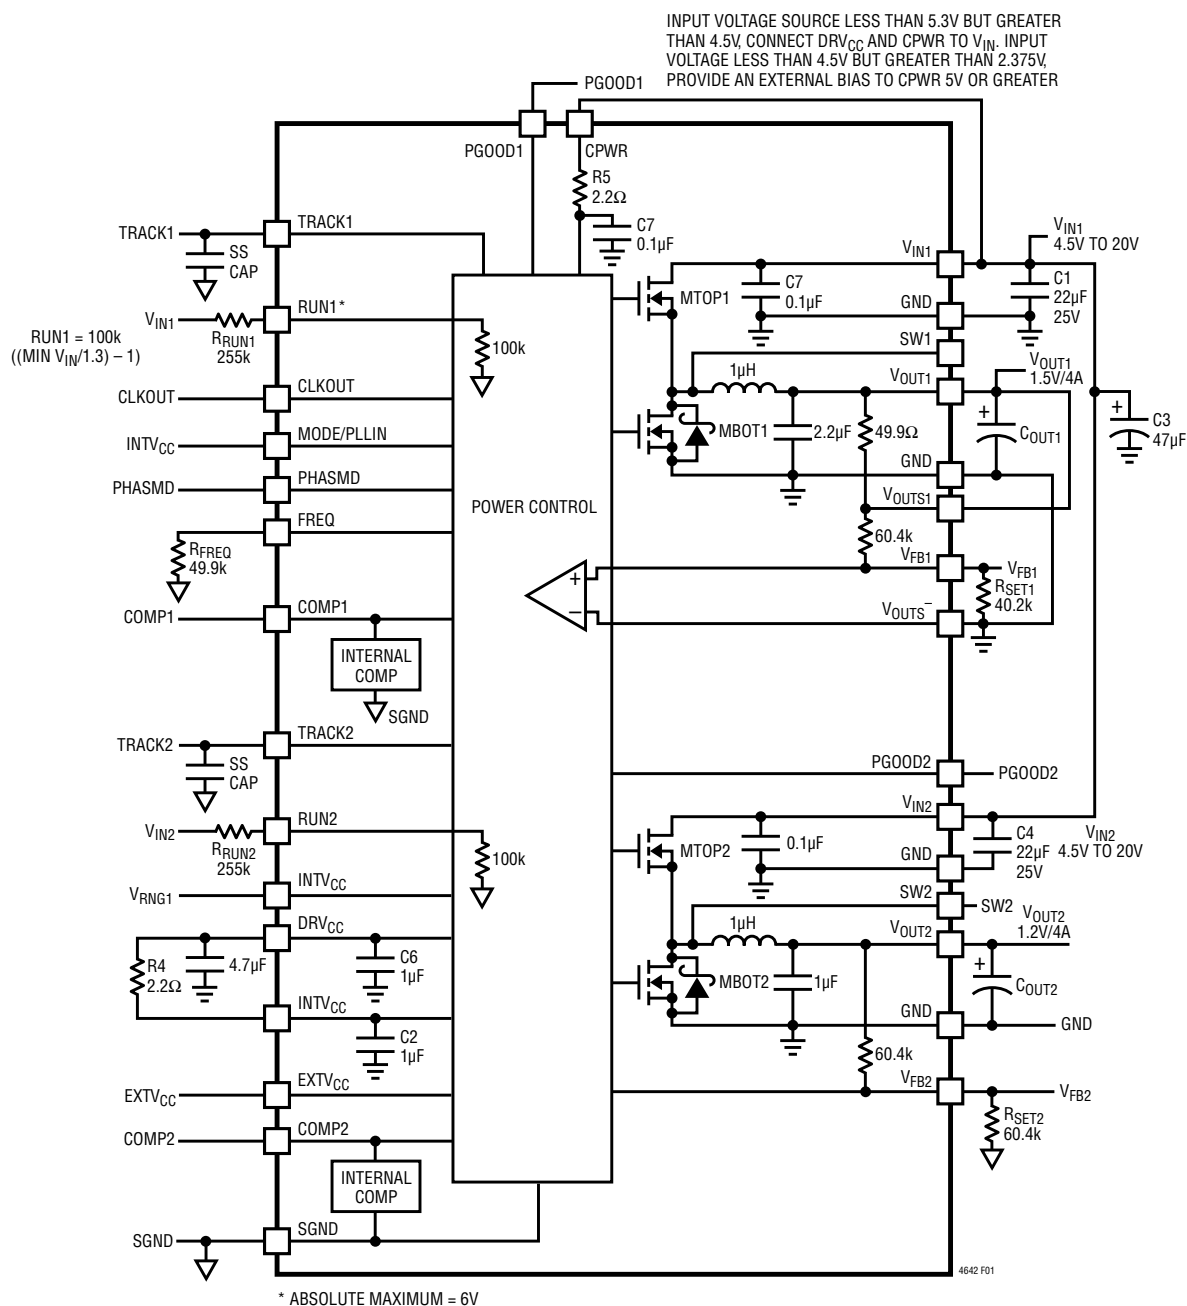 INPUT VOLTAGE SOURCE LESS THAN 5.3V BUT GREATER
THAN 4.5V, CONNECT DRVCC AND CPWR TO VIN. INPUT
VOLTAGE LESS THAN 4.5V BUT GREATER THAN 2.375V,
PROVIDE AN EXTERNAL BIAS TO CPWR 5V OR GREATER
PGOOD1
PGOOD1
CPWR
R5
2.2Ω
C7
0.1µF
TRACK1
TRACK1
SS
CAP
VIN1
RUN1*
RRUN1
255k
RUN1 = 100k
((MIN VIN/1.3) – 1)
100k
CLKOUT
CLKOUT
INTVCC
MODE/PLLIN
PHASMD
PHASMD
FREQ
RFREQ
49.9k
COMP1
COMP1
INTERNAL
COMP
SGND
TRACK2
TRACK2
SS
CAP
VIN2
RUN2
RRUN2
255k
100k
VRNG1
INTVCC
DRVCC
R4
2.2Ω
4.7µF
C6
1µF
INTVCC
C2
1µF
EXTVCC
EXTVCC
COMP2
COMP2
INTERNAL
COMP
SGND
SGND
POWER CONTROL
+
–
MTOP1
C7
0.1µF
VIN1
VIN1
4.5V TO 20V
C1
22µF
25V
GND
SW1
1µH
VOUT1
VOUT1
1.5V/4A
MBOT1
2.2µF
49.9Ω
+
COUT1
+
C3
47µF
GND
VOUTS1
60.4k
VFB1
VFB1
RSET1
40.2k
VOUTS–
PGOOD2
PGOOD2
VIN2
MTOP2
0.1µF
C4
22µF
25V
VIN2
4.5V TO 20V
GND
SW2
SW2
1µH
VOUT2
VOUT2
1.2V/4A
MBOT2
1µF
+
COUT2
GND
GND
60.4k
VFB2
VFB2
RSET2
60.4k
4642 F01
* ABSOLUTE MAXIMUM = 6V